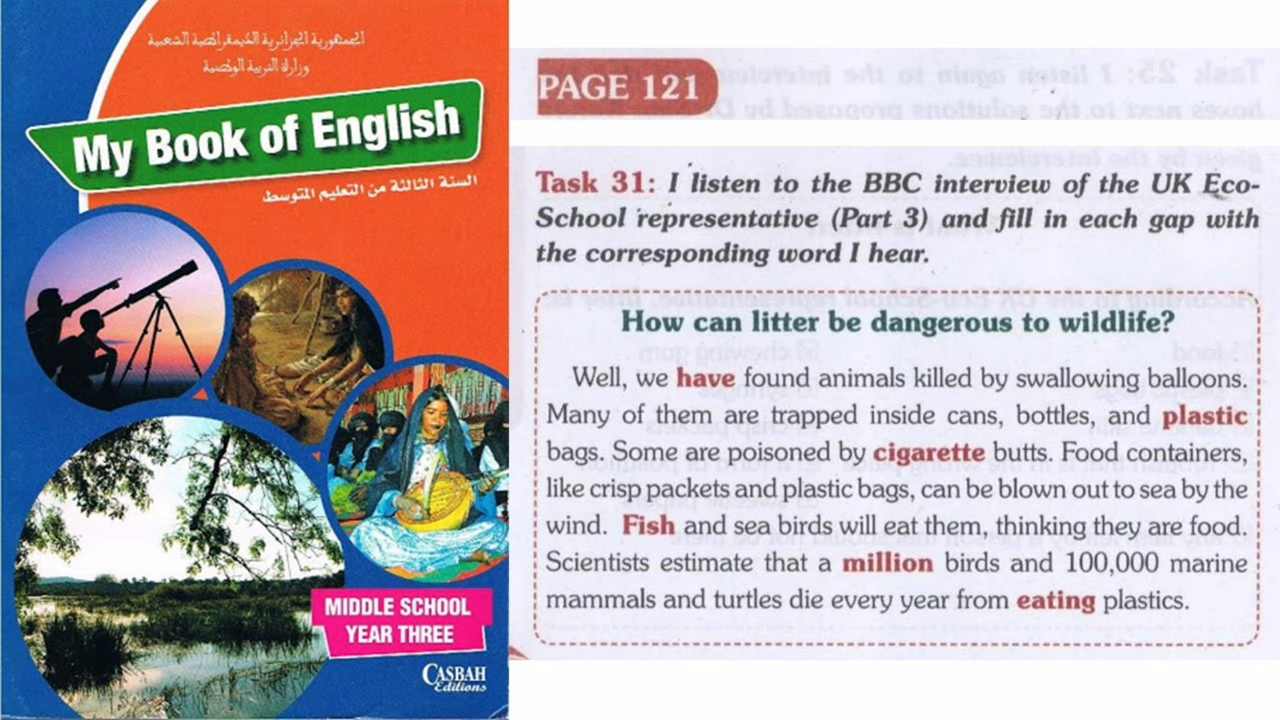 الجمهورية الجزائرية الديمقراطية الشعبية
وزارة التربية الوطنية
My Book of English
السنة الثالثة من التعليم المتوسط
MIDDLE SCHOOL
YEAR THREE
CASBAH
Editions
PAGE 121
Task 31: I listen to the BBC interview of the UK Eco-
School representative (Part 3) and fill in each gap with
the corresponding word I hear.
How can litter be dangerous to wildlife?
Well, we have found animals killed by swallowing balloons.
Many of them are trapped inside cans, bottles, and plastic
bags. Some are poisoned by cigarette butts. Food containers,
like crisp packets and plastic bags, can be blown out to sea by the
wind. Fish and sea birds will eat them, thinking they are food.
Scientists estimate that a million birds and 100,000 marine
mammals and turtles die every year from eating plastics.